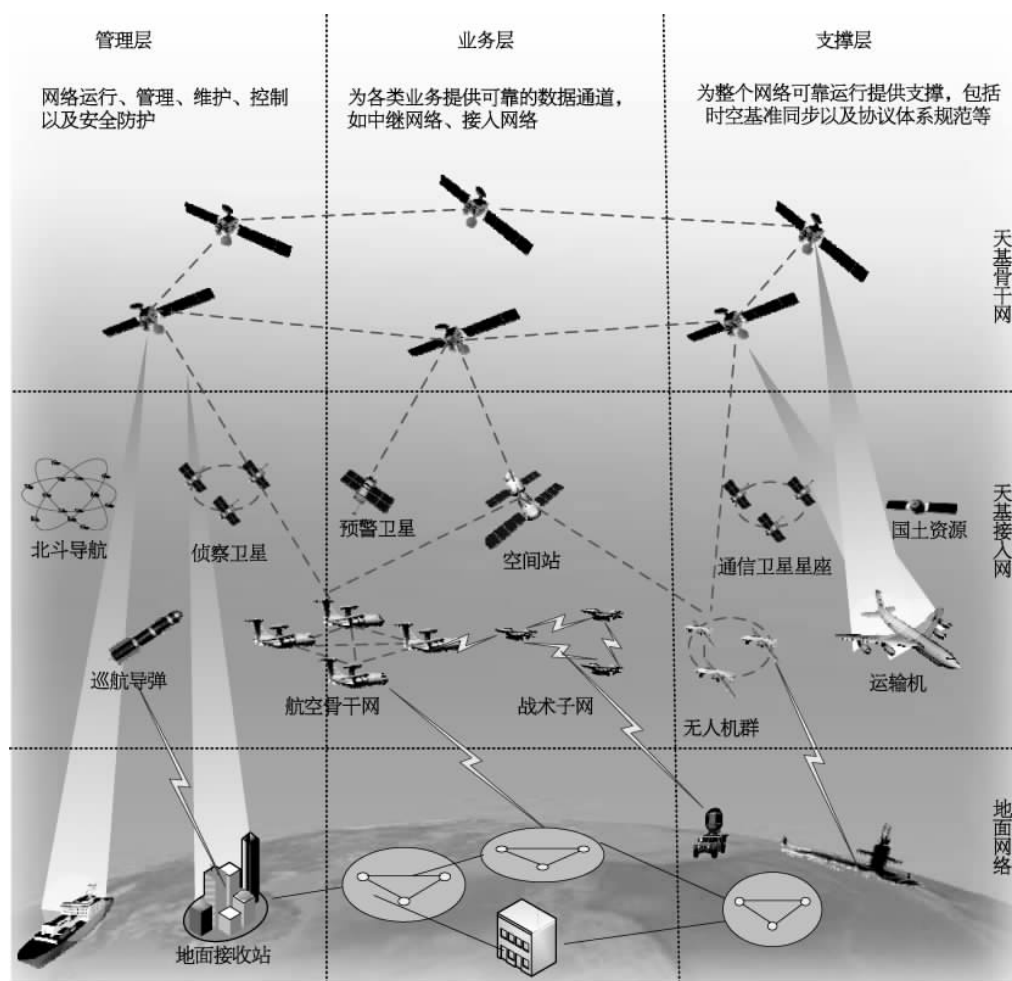 管理层
业务层
支撑层
网络运行、管理、维护、控制
以及安全防护
为各类业务提供可靠的数据通道，
如中继网络、接入网络
为整个网络可靠运行提供支撑，包括
时空基准同步以及协议体系规范等
天基骨干网
北斗导航
侦察卫星
预警卫星
空间站
通信卫星星座
国土资源
天基接入网
巡航导弹
航空骨干网
战术子网
无人机群
运输机
地面网络
地面接收站